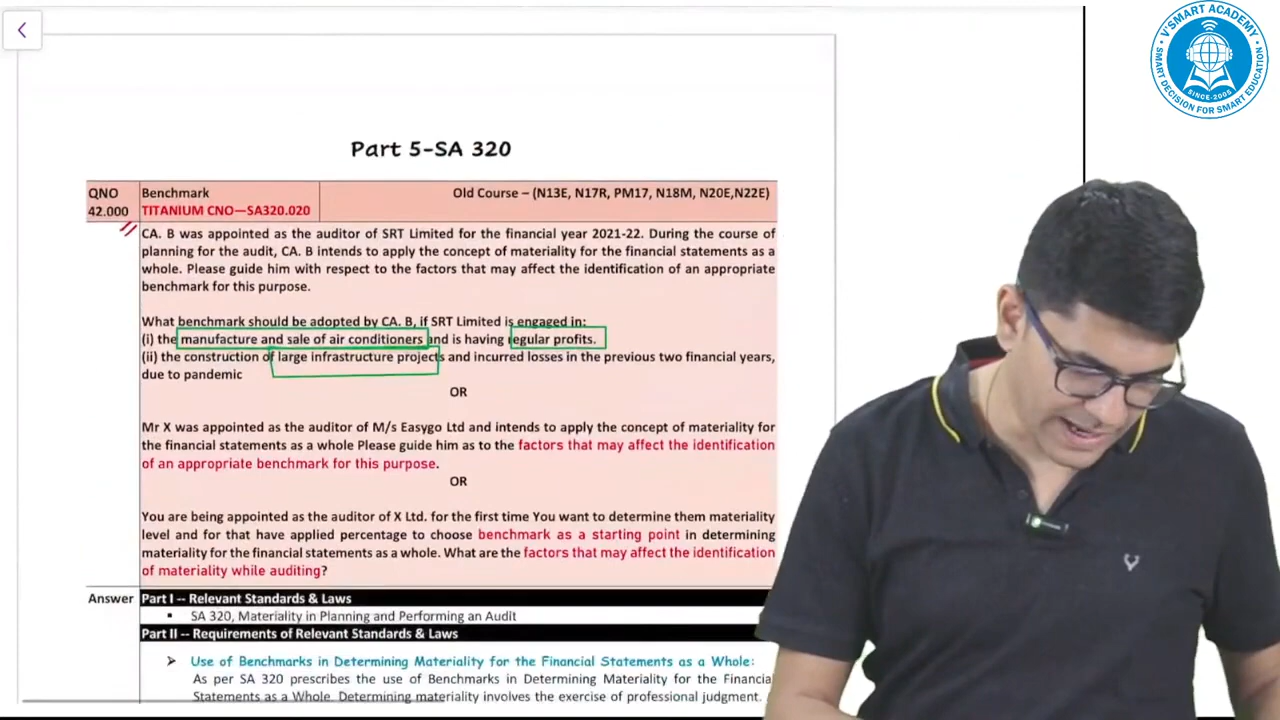 V'SMART ACADEMY
SMART DECISION FOR SMART EDUCATION
SINCE-2005
Part 5-SA 320
QNO
42.000
Benchmark
TITANIUM CNO—SA320.020
Old Course – (N13E, N17R, PM17, N18M, N20E,N22E)
CA. B was appointed as the auditor of SRT Limited for the financial year 2021-22. During the course of
planning for the audit, CA. B intends to apply the concept of materiality for the financial statements as a
whole. Please guide him with respect to the factors that may affect the identification of an appropriate
benchmark for this purpose.
What benchmark should be adopted by CA. B, if SRT Limited is engaged in:
(i) the manufacture and sale of air conditioners and is having regular profits.
(ii) the construction of large infrastructure projects and incurred losses in the previous two financial years,
due to pandemic
OR
Mr X was appointed as the auditor of M/s Easygo Ltd and intends to apply the concept of materiality for
the financial statements as a whole Please guide him as to the factors that may affect the identification
of an appropriate benchmark for this purpose.
OR
You are being appointed as the auditor of X Ltd. for the first time You want to determine them materiality
level and for that have applied percentage to choose benchmark as a starting point in determining
materiality for the financial statements as a whole. What are the factors that may affect the identification
of materiality while auditing?
Answer
Part I -- Relevant Standards & Laws
▪ SA 320, Materiality in Planning and Performing an Audit
Part II -- Requirements of Relevant Standards & Laws
➤ Use of Benchmarks in Determining Materiality for the Financial Statements as a Whole:
As per SA 320 prescribes the use of Benchmarks in Determining Materiality for the Financial
Statements as a Whole. Determining materiality involves the exercise of professional judgment.